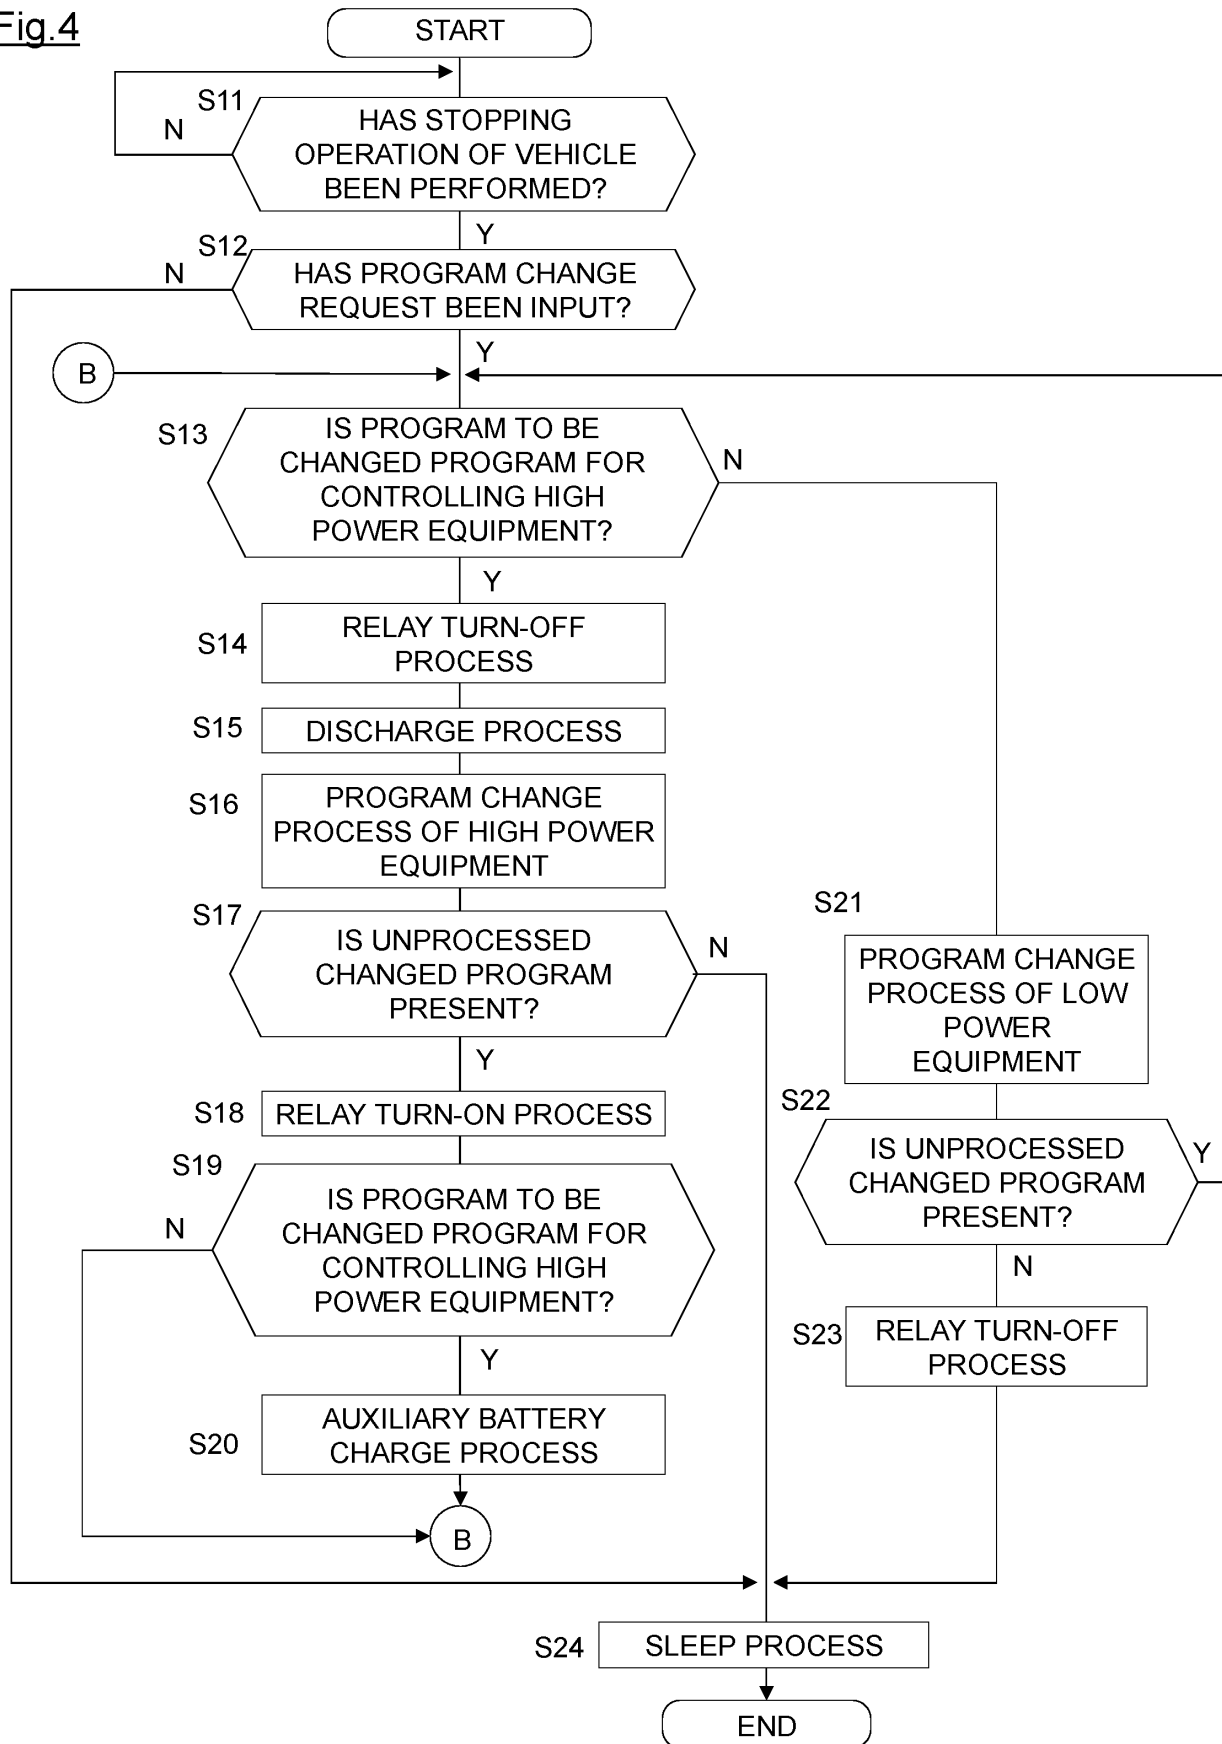 Fig.4
START
S11
N
HAS STOPPING
OPERATION OF VEHICLE
BEEN PERFORMED?
Y
S12
N
HAS PROGRAM CHANGE
REQUEST BEEN INPUT?
Y
B
S13
IS PROGRAM TO BE
CHANGED PROGRAM FOR
CONTROLLING HIGH
POWER EQUIPMENT?
N
Y
S14
RELAY TURN-OFF
PROCESS
S15
DISCHARGE PROCESS
S16
PROGRAM CHANGE
PROCESS OF HIGH POWER
EQUIPMENT
S17
IS UNPROCESSED
CHANGED PROGRAM
PRESENT?
N
Y
S18
RELAY TURN-ON PROCESS
S19
N
IS PROGRAM TO BE
CHANGED PROGRAM FOR
CONTROLLING HIGH
POWER EQUIPMENT?
Y
S20
AUXILIARY BATTERY
CHARGE PROCESS
B
S21
PROGRAM CHANGE
PROCESS OF LOW
POWER
EQUIPMENT
S22
IS UNPROCESSED
CHANGED PROGRAM
PRESENT?
Y
N
S23
RELAY TURN-OFF
PROCESS
S24
SLEEP PROCESS
END